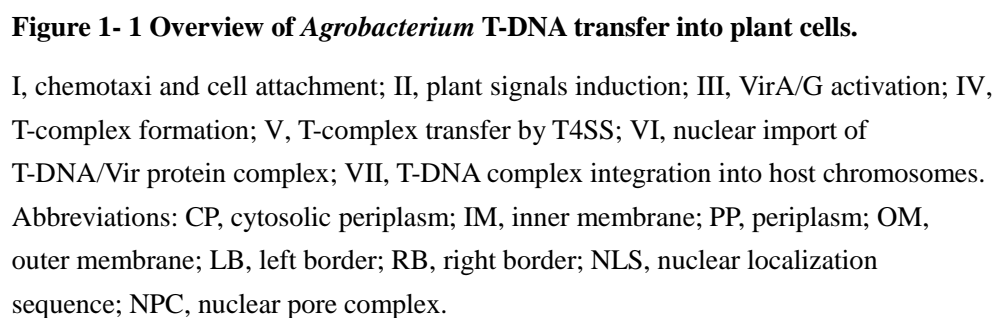 Figure 1- 1 Overview of Agrobacterium T-DNA transfer into plant cells.
I, chemotaxi and cell attachment; II, plant signals induction; III, VirA/G activation; IV,
T-complex formation; V, T-complex transfer by T4SS; VI, nuclear import of
T-DNA/Vir protein complex; VII, T-DNA complex integration into host chromosomes.
Abbreviations: CP, cytosolic periplasm; IM, inner membrane; PP, periplasm; OM,
outer membrane; LB, left border; RB, right border; NLS, nuclear localization
sequence; NPC, nuclear pore complex.